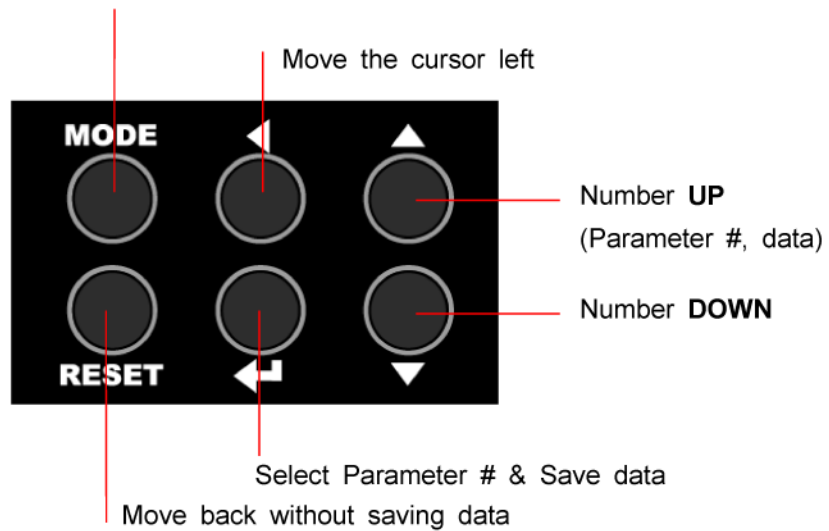 Move the cursor left
MODE
Number UP
(Parameter #, data)
Number DOWN
RESET
Select Parameter # & Save data
Move back without saving data